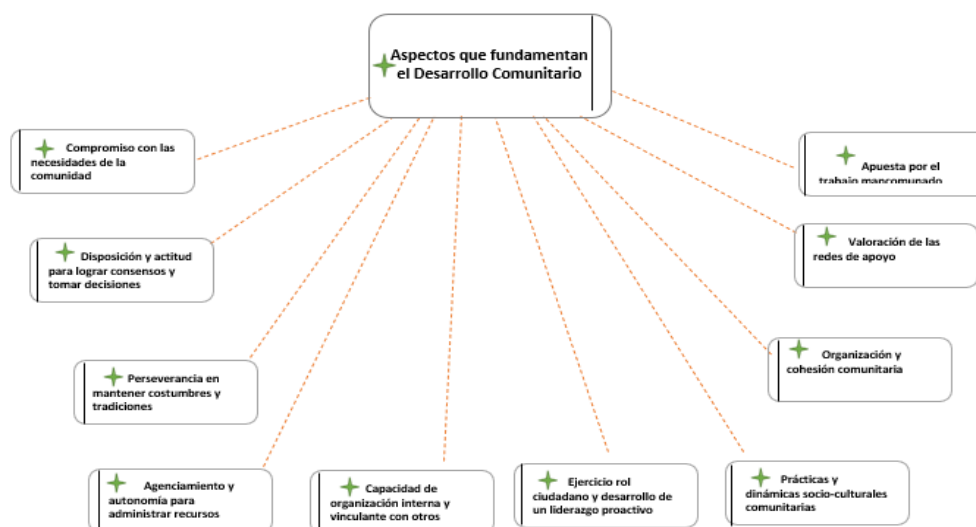 Aspectos que fundamentan
el Desarrollo Comunitario
Compromiso con las
necesidades de la
comunidad
Apuesta por el
trabajo mancomunado
Disposición y actitud
para lograr consensos y
tomar decisiones
Valoración de las
redes de apoyo
Perseverancia en
mantener costumbres y
tradiciones
Organización y
cohesión comunitaria
Agenciamiento y
autonomía para
administrar recursos
Capacidad de
organización interna y
vinculante con otros
Ejercicio rol
ciudadano y desarrollo de
un liderazgo proactivo
Prácticas y
dinámicas socio-culturales
comunitarias